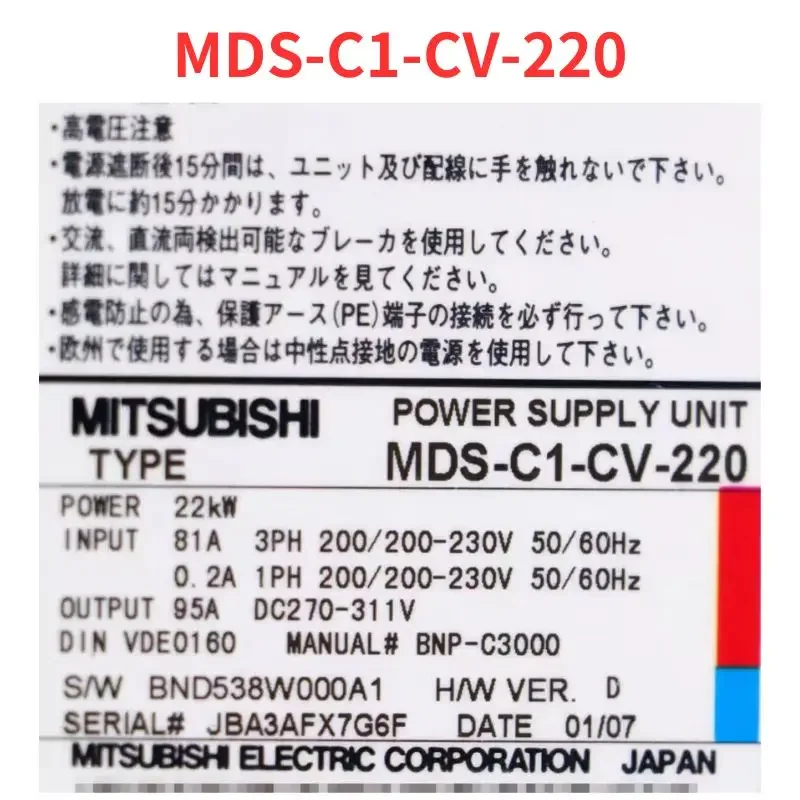 MDS-C1-CV-220
・高電圧注意
・電源遮断後15分間は、ユニット及び配線に手を触れないで下さい。
放電に約15分かかります。
・交流、直流両検出可能なブレーカを使用してください。
詳細に関してはマニュアルを見てください。
・感電防止の為、保護アース(PE)端子の接続を必ず行って下さい。
・欧州で使用する場合は中性点接地の電源を使用して下さい。
MITSUBISHI POWER SUPPLY UNIT
TYPE MDS-C1-CV-220
POWER 22kW
INPUT 81A 3PH 200/200-230V 50/60Hz
0.2A 1PH 200/200-230V 50/60Hz
OUTPUT 95A DC270-311V
DIN VDE0160 MANUAL# BNP-C3000
S/W BND538W000A1 H/W VER. D
SERIAL# JBA3AFX7G6F DATE 01/07
MITSUBISHI ELECTRIC CORPORATION JAPAN